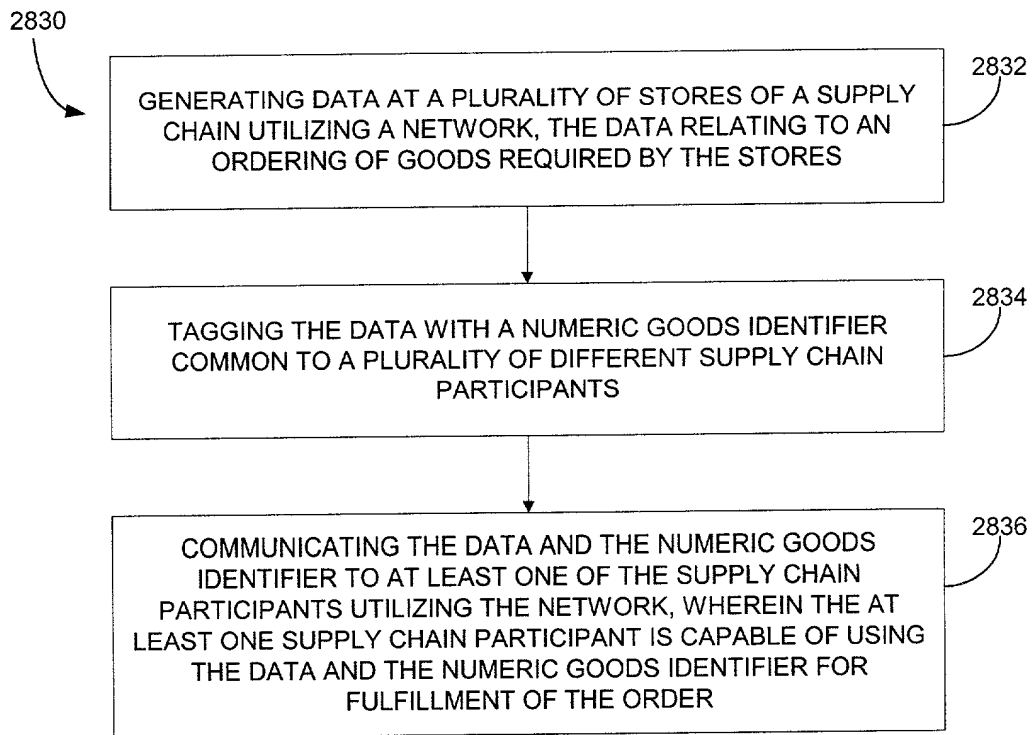 2830
2832
GENERATING DATA AT A PLURALITY OF STORES OF A SUPPLY
CHAIN UTILIZING A NETWORK, THE DATA RELATING TO AN
ORDERING OF GOODS REQUIRED BY THE STORES
2834
TAGGING THE DATA WITH A NUMERIC GOODS IDENTIFIER
COMMON TO A PLURALITY OF DIFFERENT SUPPLY CHAIN
PARTICIPANTS
2836
COMMUNICATING THE DATA AND THE NUMERIC GOODS
IDENTIFIER TO AT LEAST ONE OF THE SUPPLY CHAIN
PARTICIPANTS UTILIZING THE NETWORK, WHEREIN THE AT
LEAST ONE SUPPLY CHAIN PARTICIPANT IS CAPABLE OF USING
THE DATA AND THE NUMERIC GOODS IDENTIFIER FOR
FULFILLMENT OF THE ORDER